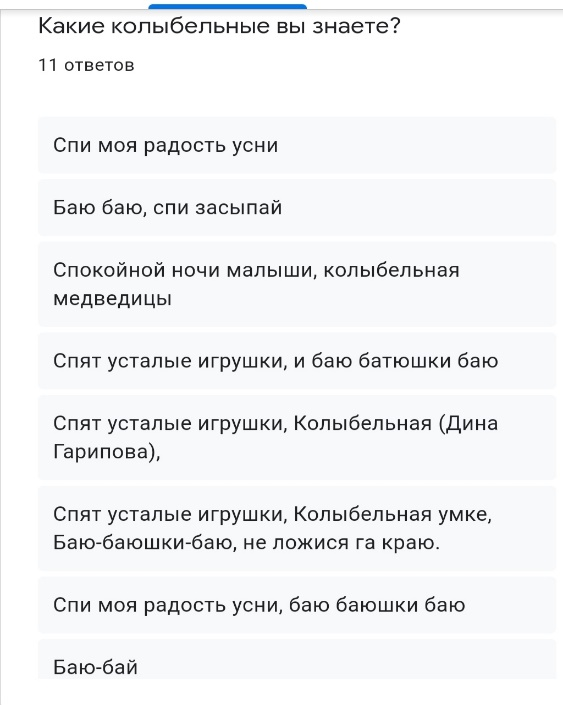 Какие колыбельные вы знаете?
11 ответов
Спи моя радость усни
Баю баю, спи засыпай
Спокойной ночи малыши, колыбельная
медведицы
Спят усталые игрушки, и баю батюшки баю
Спят усталые игрушки, Колыбельная (Дина
Гарипова),
Спят усталые игрушки, Колыбельная умке,
Баю-баюшки-баю, не ложися га краю.
Спи моя радость усни, баю баюшки баю
Баю-бай